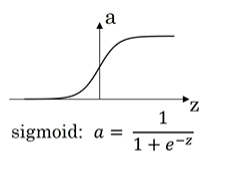 a
z
sigmoid: a = 1 / (1 + e^{-z})